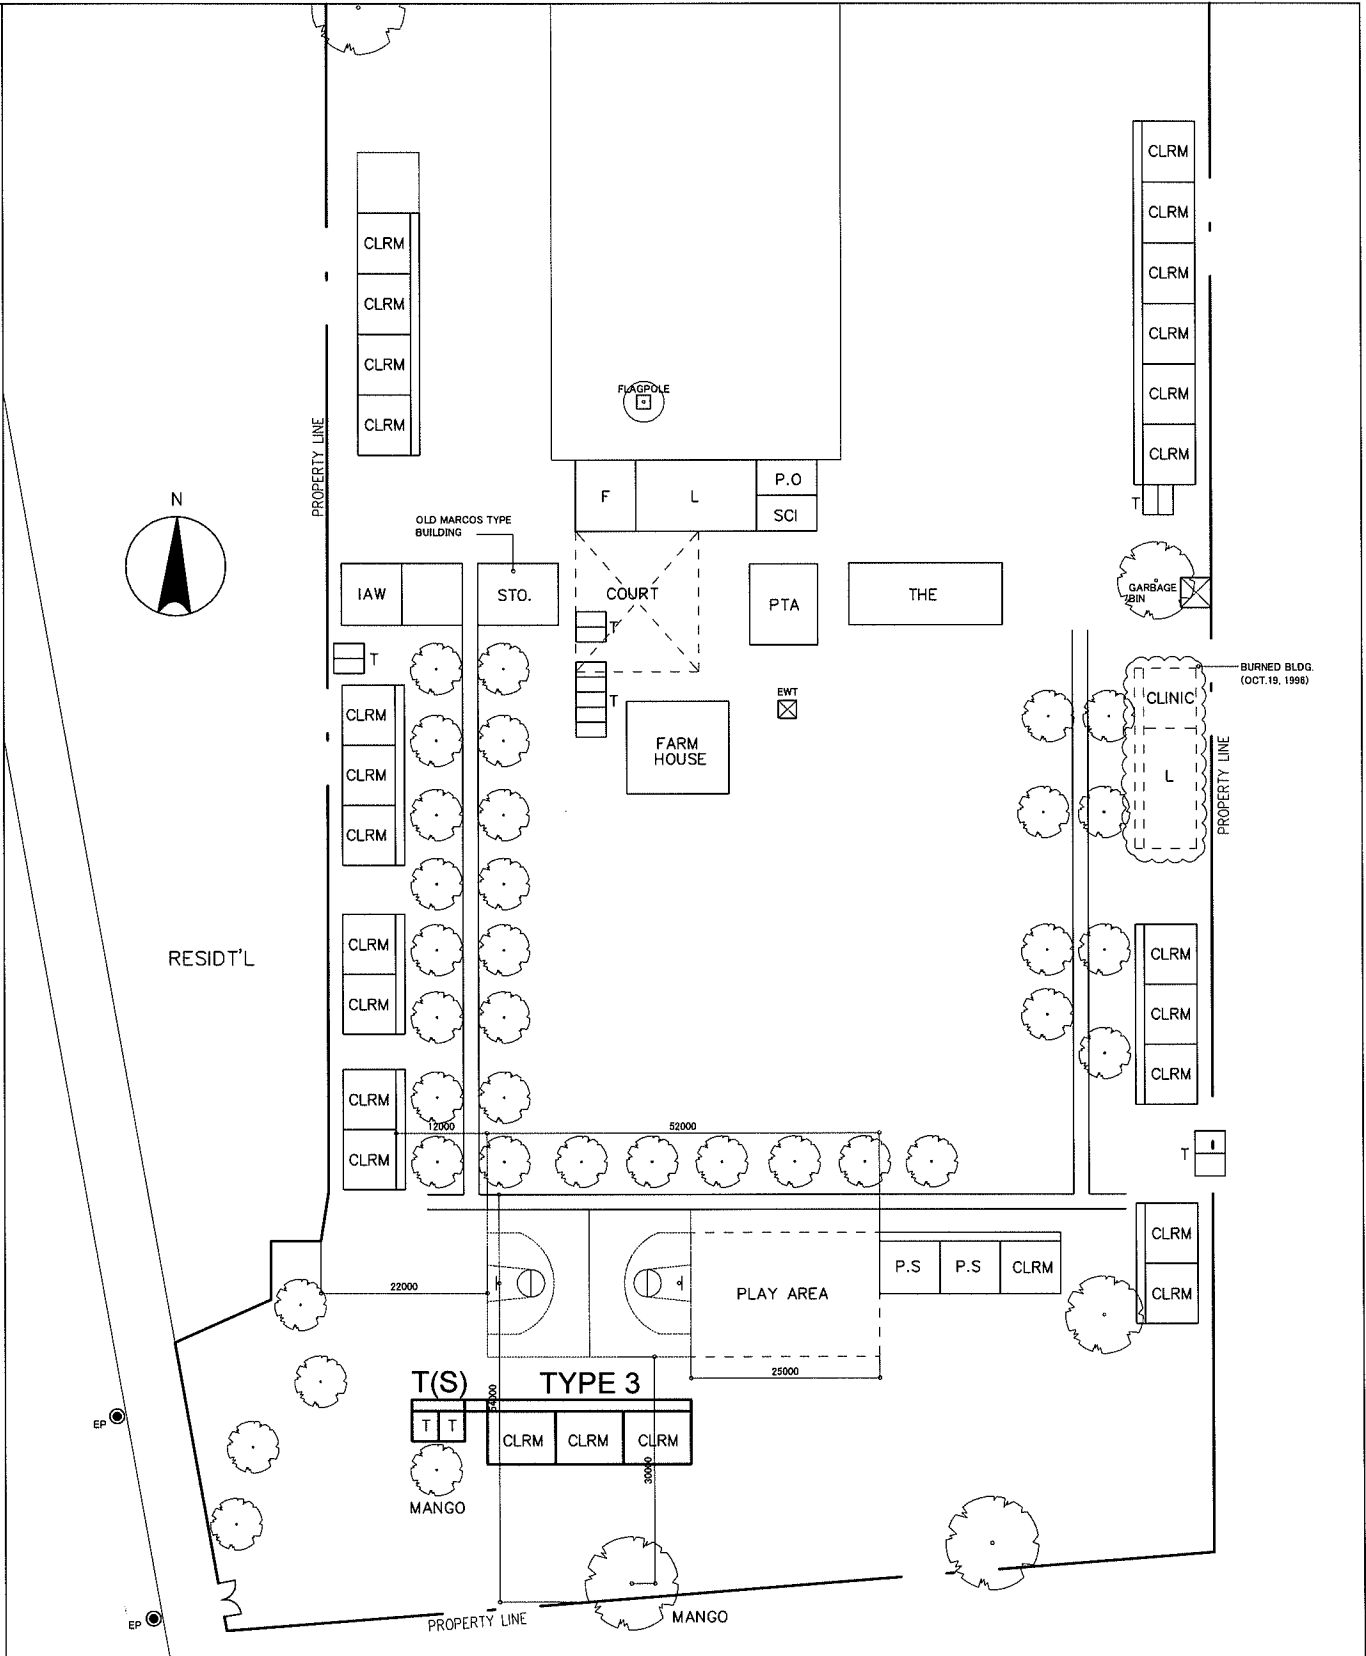 CLRM
CLRM
CLRM
CLRM
CLRM
CLRM
CLRM
CLRM
CLRM
CLRM
FLAGPOLE
PROPERTY LINE
F
L
P.O
SCI
T
N
OLD MARCOS TYPE
BUILDING
IAW
STO.
COURT
PTA
THE
GARBAGE
BIN
T
T
T
EWT
BURNED BLDG.
(OCT.19, 1998)
CLINIC
L
PROPERTY LINE
CLRM
CLRM
CLRM
FARM
HOUSE
RESIDT'L
CLRM
CLRM
CLRM
CLRM
CLRM
CLRM
CLRM
12000
52000
T
22000
P.S
P.S
CLRM
CLRM
CLRM
PLAY AREA
25000
T(S)
TYPE 3
54000
T
T
CLRM
CLRM
CLRM
30000
EP
MANGO
EP
PROPERTY LINE
MANGO